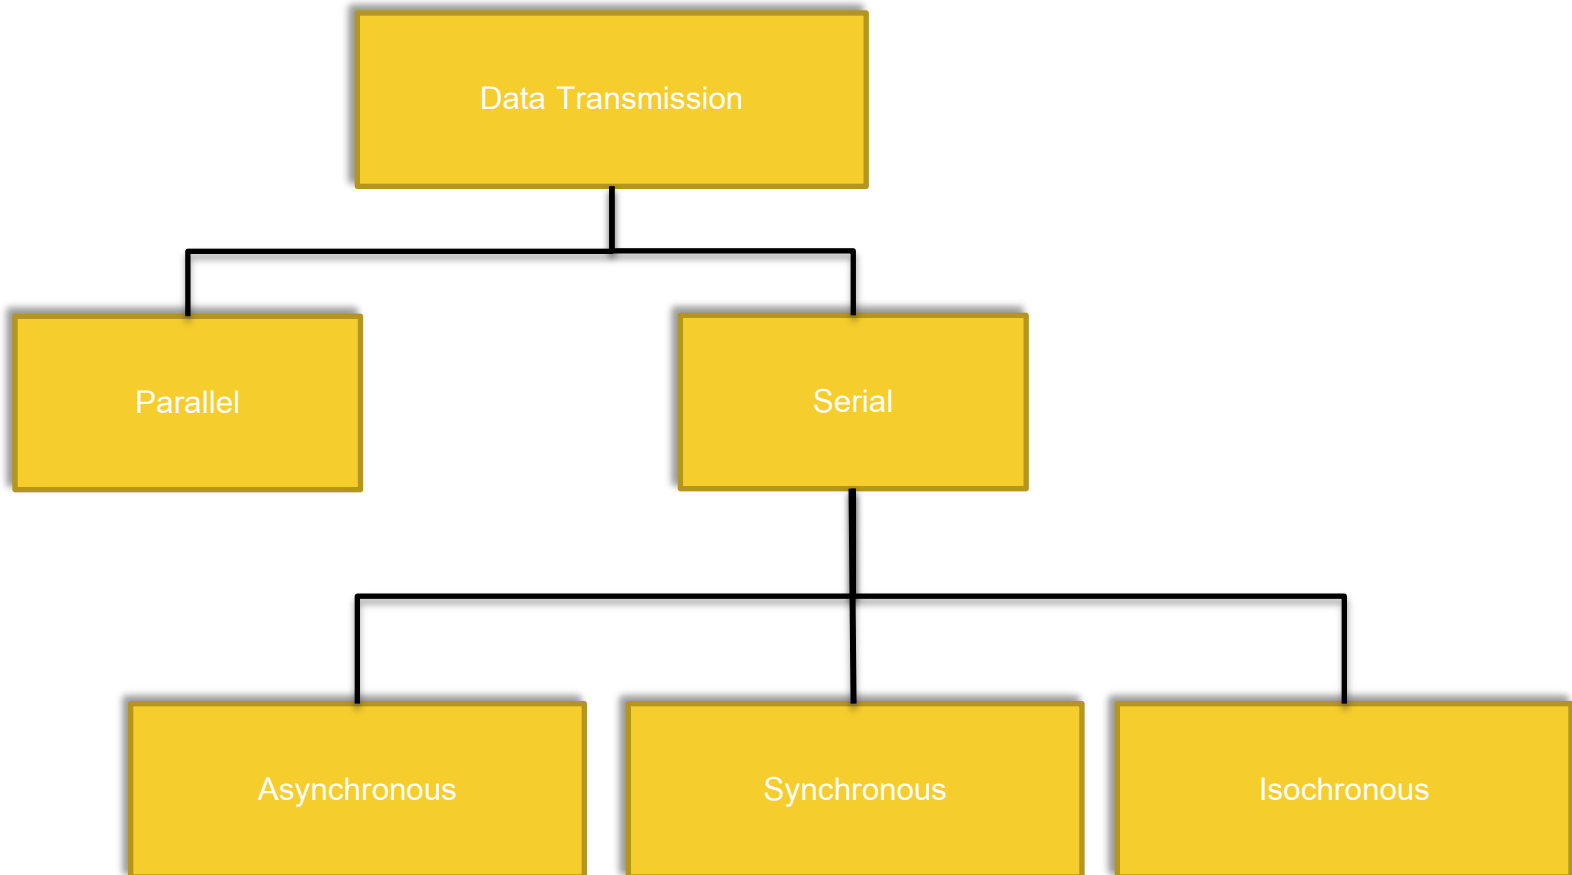 Data Transmission
Parallel
Serial
Asynchronous
Synchronous
Isochronous